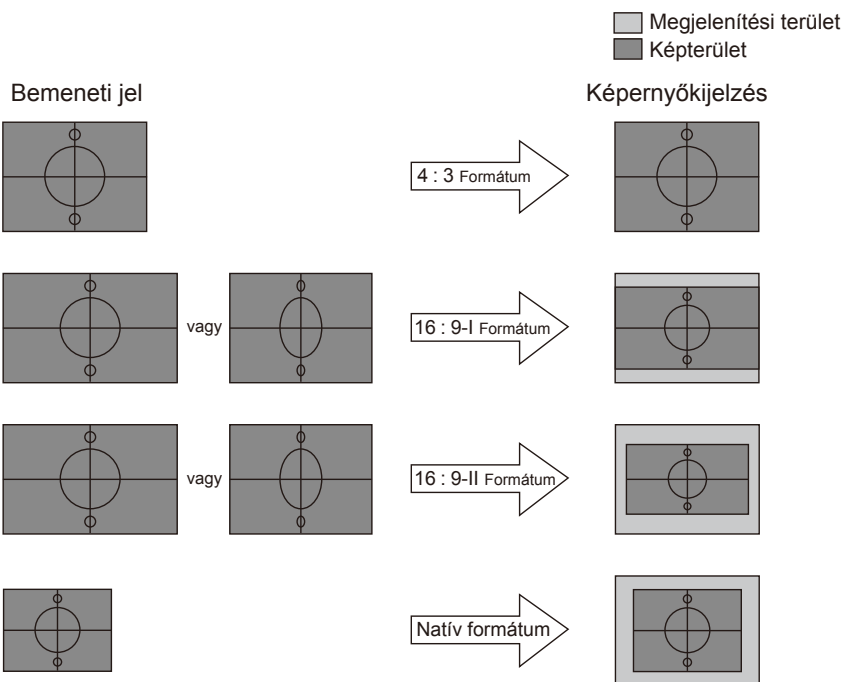 Megjelenítési terület
Képterület
Bemeneti jel
Képernyőkijelzés
4 : 3 Formátum
vagy
16 : 9-I Formátum
vagy
16 : 9-II Formátum
Natív formátum